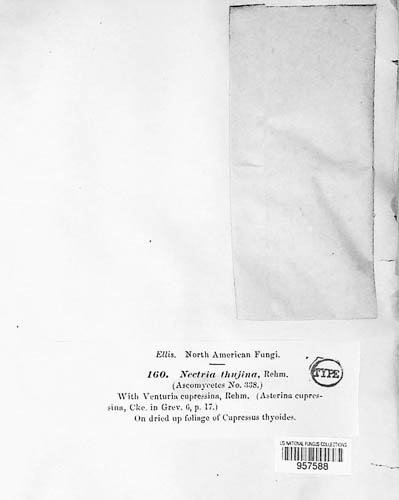 Ellis. North American Fungi.
160. Nectria thujina, Rehm.
(Ascomycetes No. 338.)
With Venturia cupressina, Rehm. (Asterina cupres-
sina, Cke. in Grev. 6, p. 17.)
On dried up foliage of Cupressus thyoides.
TYPE
US NATIONAL FUNGUS COLLECTIONS
957588